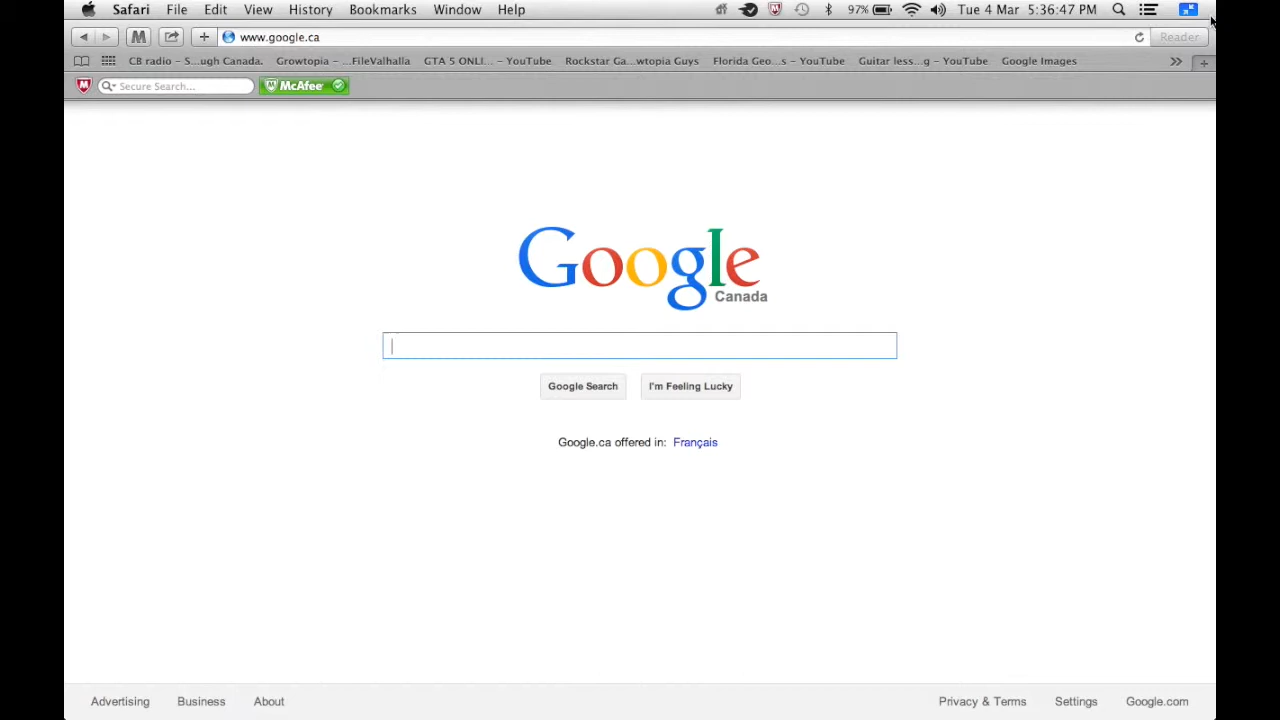 Safari File Edit View History Bookmarks Window Help 97% Tue 4 Mar 5:36:47 PM
www.google.ca Reader
CB radio – S...ugh Canada. Growtopia – ...FileValhalla GTA 5 ONLI... – YouTube Rockstar Ga...wtopia Guys Florida Geo...s – YouTube Guitar less...g – YouTube Google Images
Secure Search... McAfee
Google
Canada
Google Search I'm Feeling Lucky
Google.ca offered in: Français
Advertising Business About Privacy & Terms Settings Google.com